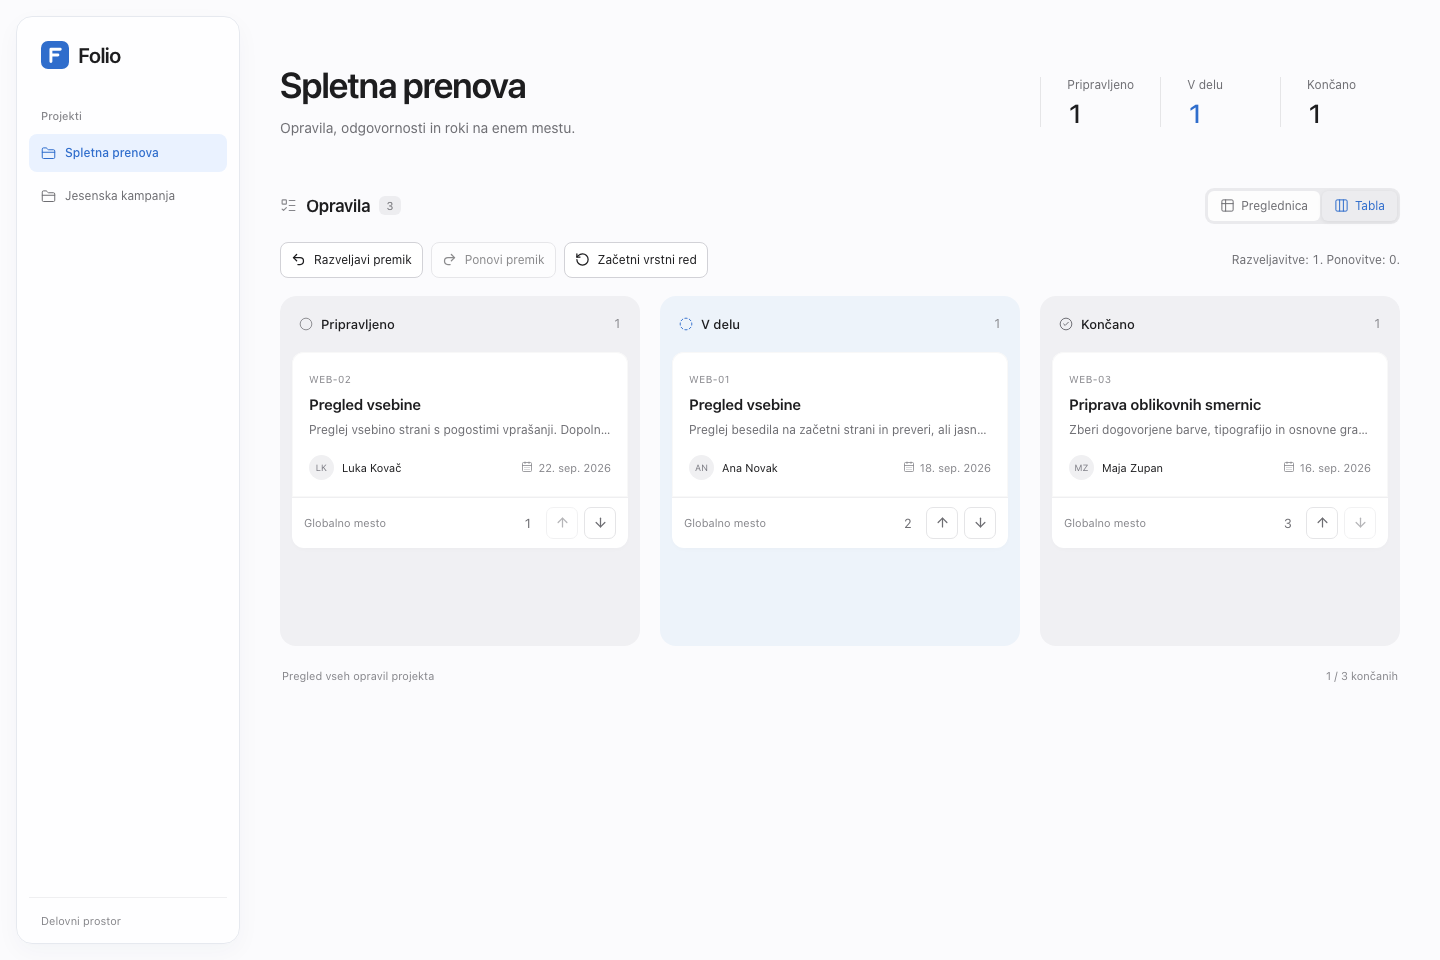 Folio
Projekti
Spletna prenova
Jesenska kampanja
Delovni prostor
Spletna prenova
Opravila, odgovornosti in roki na enem mestu.
Pripravljeno
1
V delu
1
Končano
1
Opravila 3
Preglednica
Tabla
Razveljavi premik
Ponovi premik
Začetni vrstni red
Razveljavitve: 1. Ponovitve: 0.
Pripravljeno 1
WEB-02
Pregled vsebine
Preglej vsebino strani s pogostimi vprašanji. Dopoln...
LK Luka Kovač 22. sep. 2026
Globalno mesto 1
V delu 1
WEB-01
Pregled vsebine
Preglej besedila na začetni strani in preveri, ali jasn...
AN Ana Novak 18. sep. 2026
Globalno mesto 2
Končano 1
WEB-03
Priprava oblikovnih smernic
Zberi dogovorjene barve, tipografijo in osnovne gra...
MZ Maja Zupan 16. sep. 2026
Globalno mesto 3
Pregled vseh opravil projekta
1 / 3 končanih